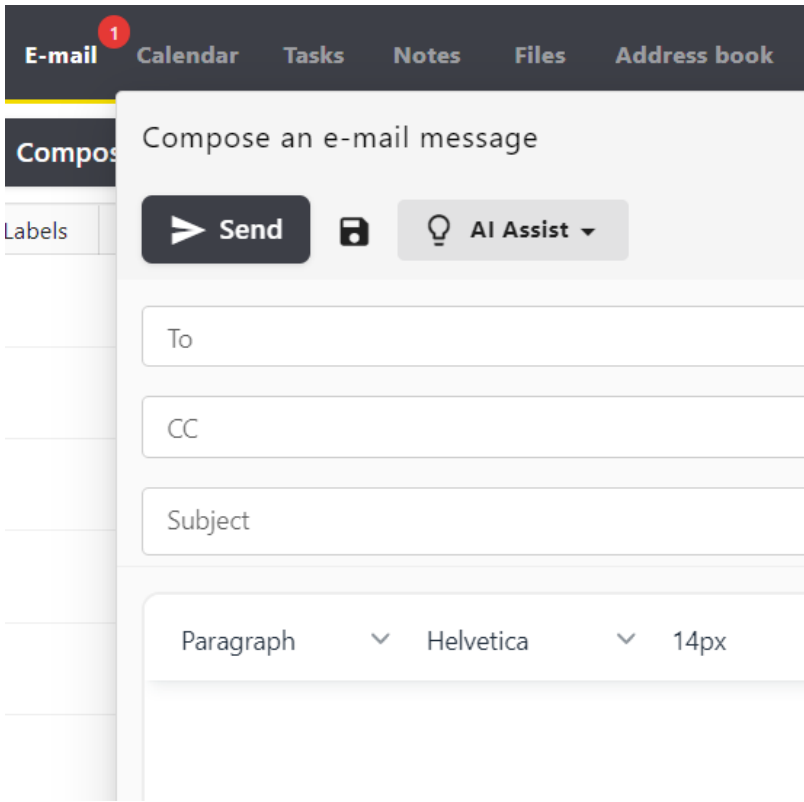 E-mail 1 Calendar Tasks Notes Files Address book
Compose an e-mail message
Compos
Send AI Assist
Labels
To
CC
Subject
Paragraph Helvetica 14px